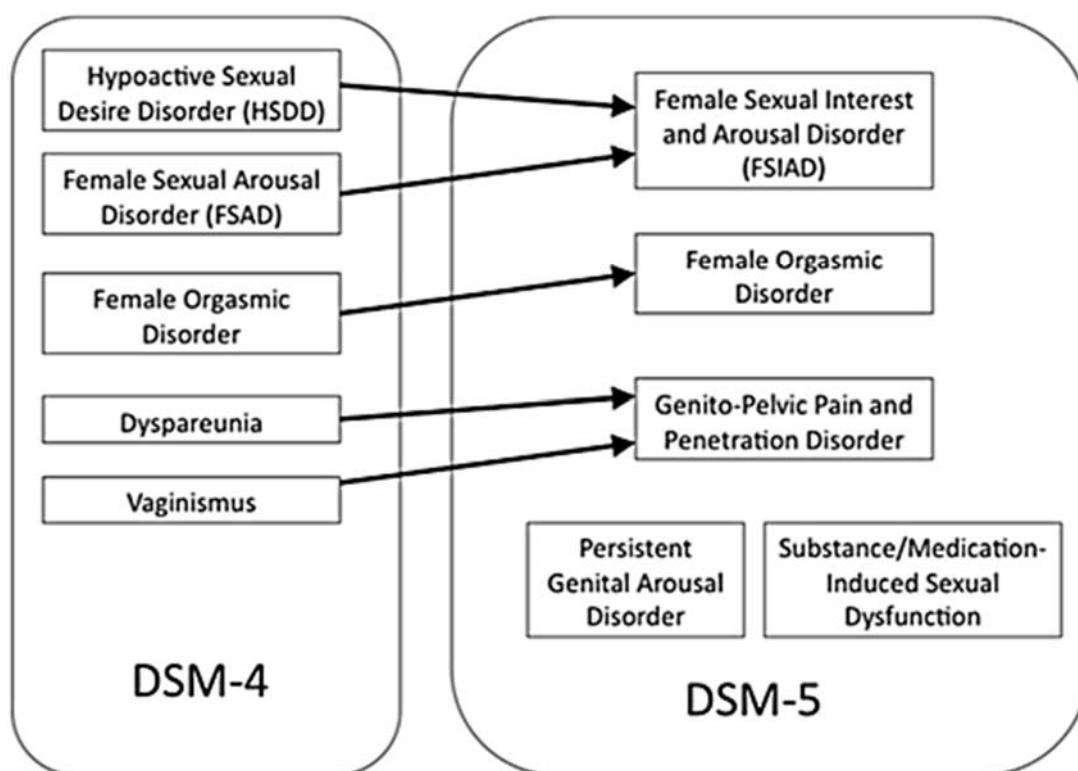 Hypoactive Sexual
Desire Disorder (HSDD)
Female Sexual Arousal
Disorder (FSAD)
Female Orgasmic
Disorder
Dyspareunia
Vaginismus
DSM-4
Female Sexual Interest
and Arousal Disorder
(FSIAD)
Female Orgasmic
Disorder
Genito-Pelvic Pain and
Penetration Disorder
Persistent
Genital Arousal
Disorder
Substance/Medication-
Induced Sexual
Dysfunction
DSM-5